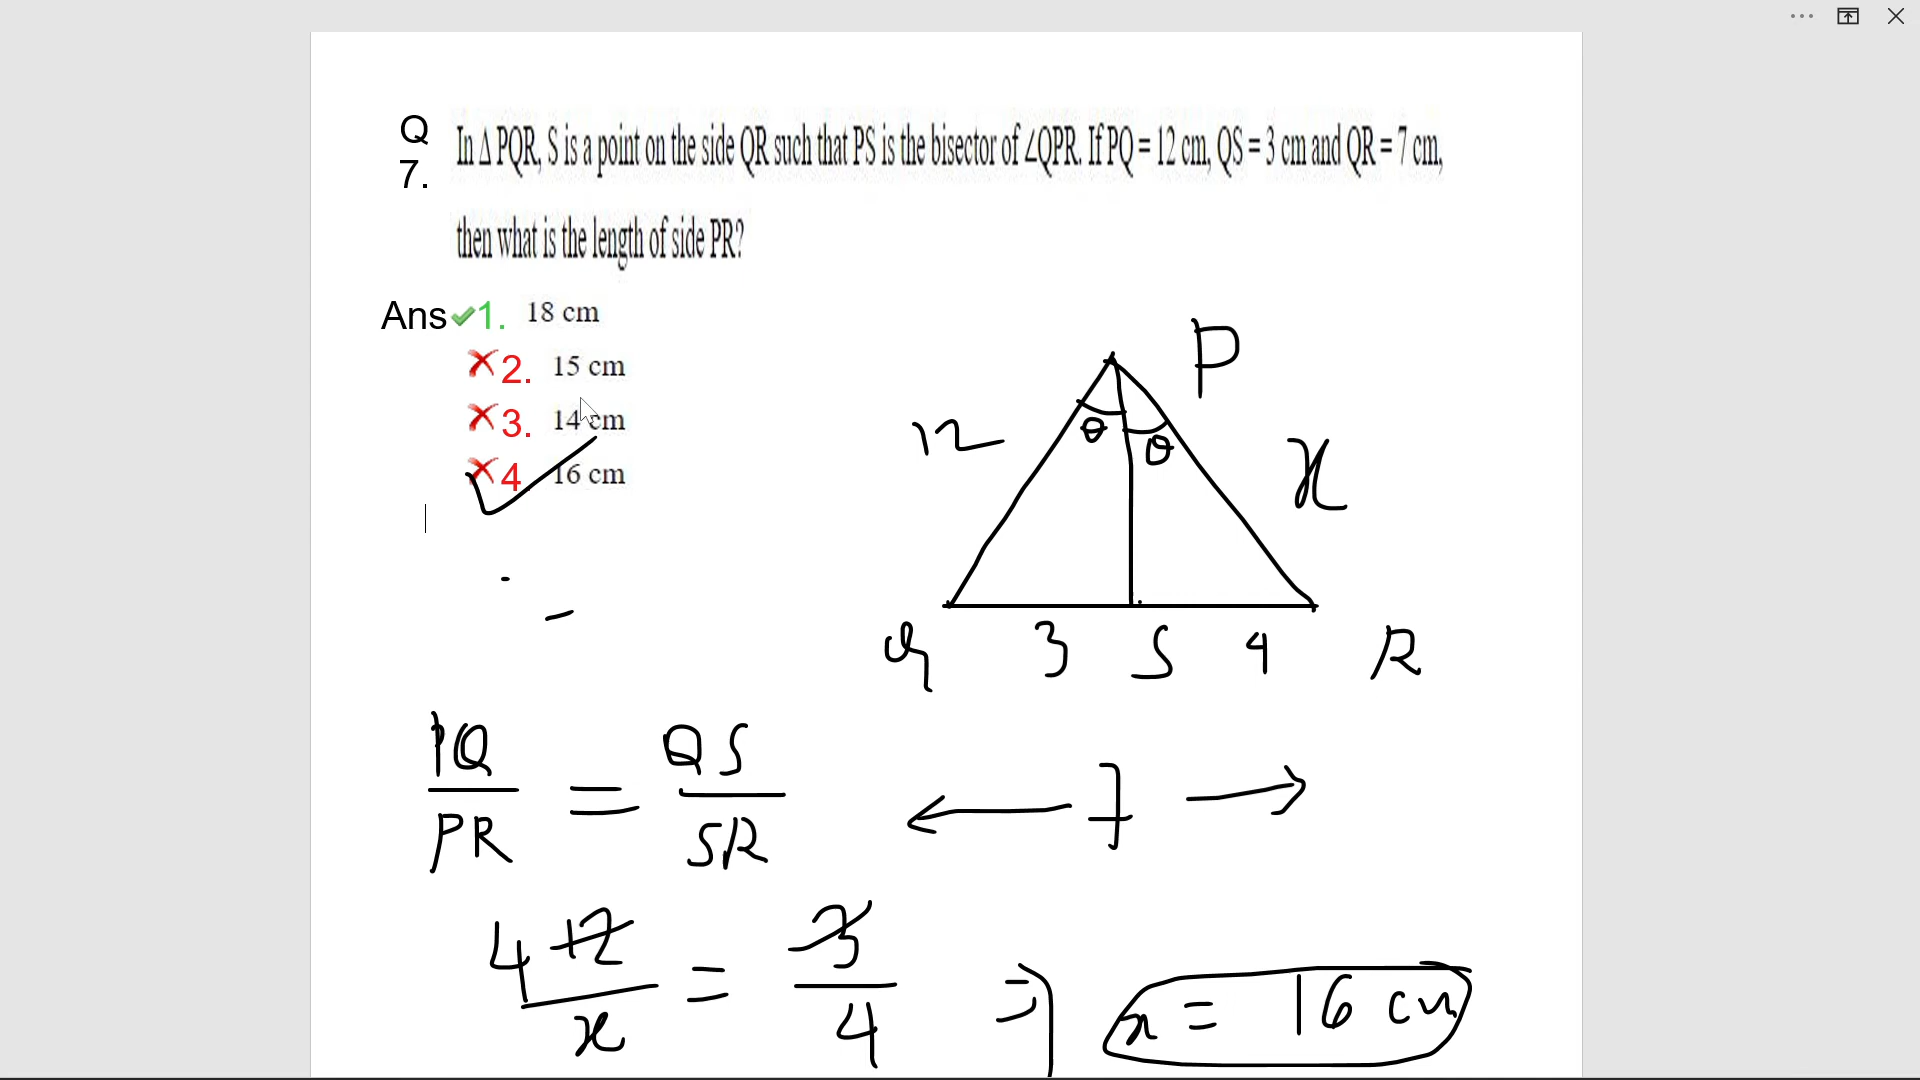 Q
7.
In Δ PQR, S is a point on the side QR such that PS is the bisector of ∠QPR. If PQ = 12 cm, QS = 3 cm and QR = 7 cm,
then what is the length of side PR?
Ans 1. 18 cm
2. 15 cm
3. 14 cm
4. 16 cm
P
12 θ θ x
Q 3 S 4 R
PQ/PR = QS/SR
← 7 →
4 12/x = 3/4 ⇒ x = 16 cm